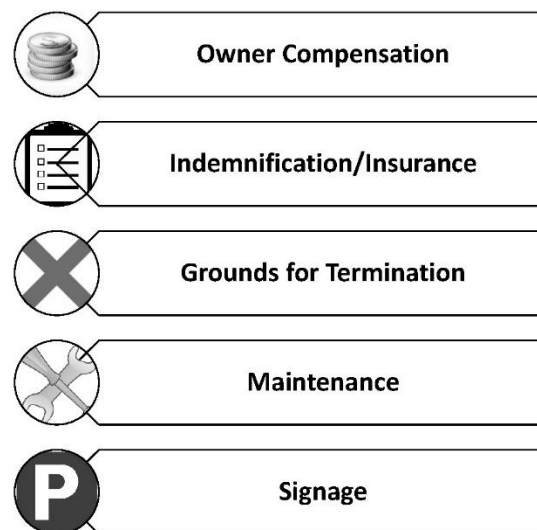 Owner Compensation
Indemnification/Insurance
Grounds for Termination
Maintenance
P
Signage